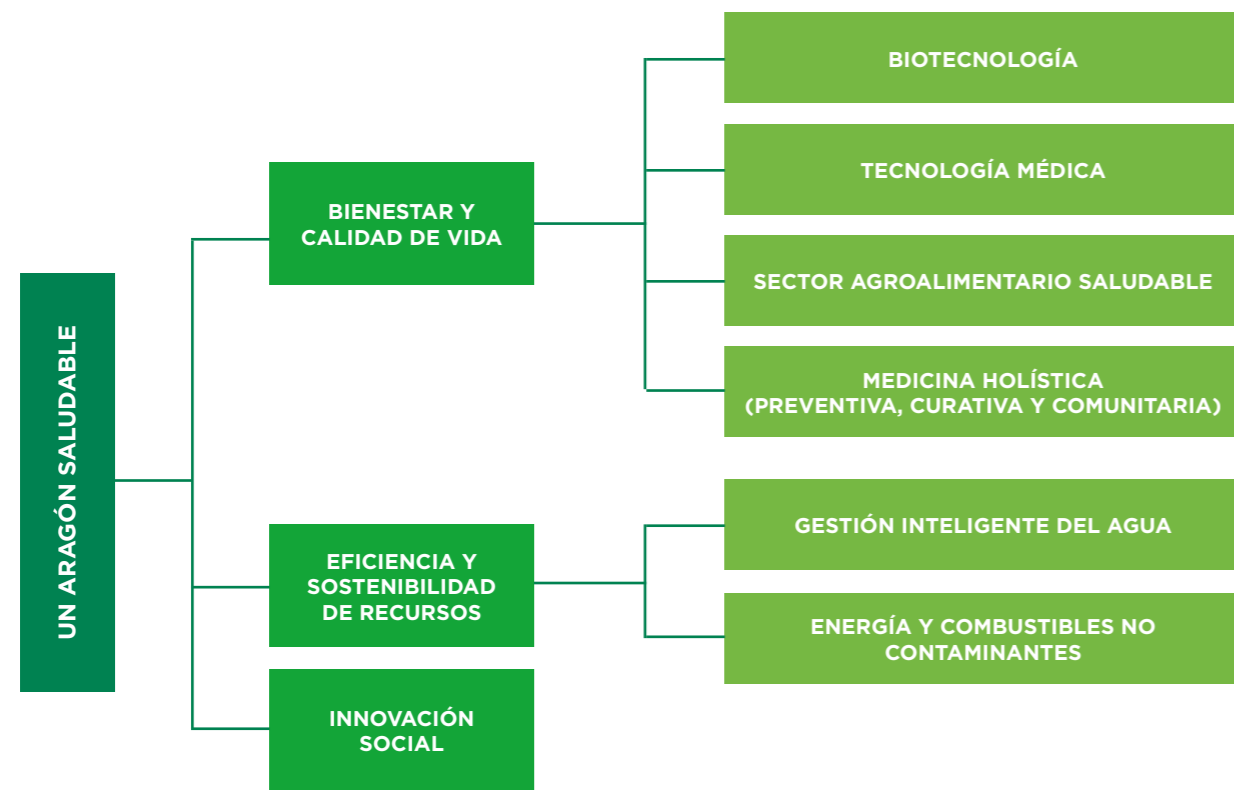 UN ARAGÓN SALUDABLE
BIENESTAR Y
CALIDAD DE VIDA
BIOTECNOLOGÍA
TECNOLOGÍA MÉDICA
SECTOR AGROALIMENTARIO SALUDABLE
MEDICINA HOLÍSTICA
(PREVENTIVA, CURATIVA Y COMUNITARIA)
EFICIENCIA Y
SOSTENIBILIDAD
DE RECURSOS
GESTIÓN INTELIGENTE DEL AGUA
ENERGÍA Y COMBUSTIBLES NO
CONTAMINANTES
INNOVACIÓN
SOCIAL